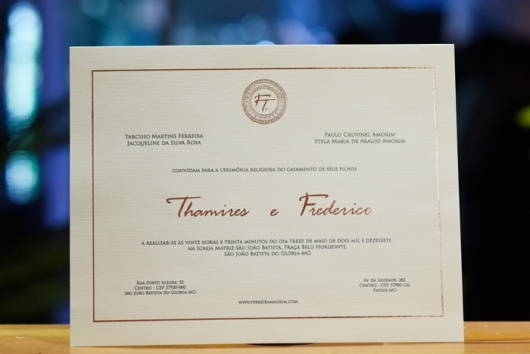 FT.
TARCISIO MARTINS FERREIRA
JACQUELINE DA SILVA ROSA
PAULO CRUVINEL AMORIM
STELA MARIA DE ARAUJO AMORIM
CONVIDAM PARA A CERIMÔNIA RELIGIOSA DO CASAMENTO DE SEUS FILHOS
Thamires e Frederico
A REALIZAR-SE ÀS VINTE HORAS E TRINTA MINUTOS DO DIA TREZE DE MAIO DE DOIS MIL E DEZESSETE,
NA IGREJA MATRIZ SÃO JOÃO BATISTA, PRAÇA BELO HORIZONTE,
SÃO JOÃO BATISTA DO GLÓRIA-MG
RUA PORTO ALEGRE, 32
CENTRO - CEP 37920-000
SÃO JOÃO BATISTA DO GLÓRIA-MG
CENTRO - CEP 37900-136
PASSOS-MG